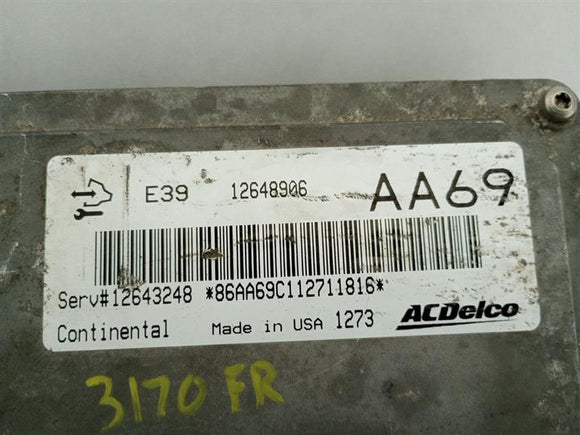 E39 12648906 AA69
Serv#12643248 *86AA69C112711816*
Continental Made in USA 1273 ACDelco
3170 FR